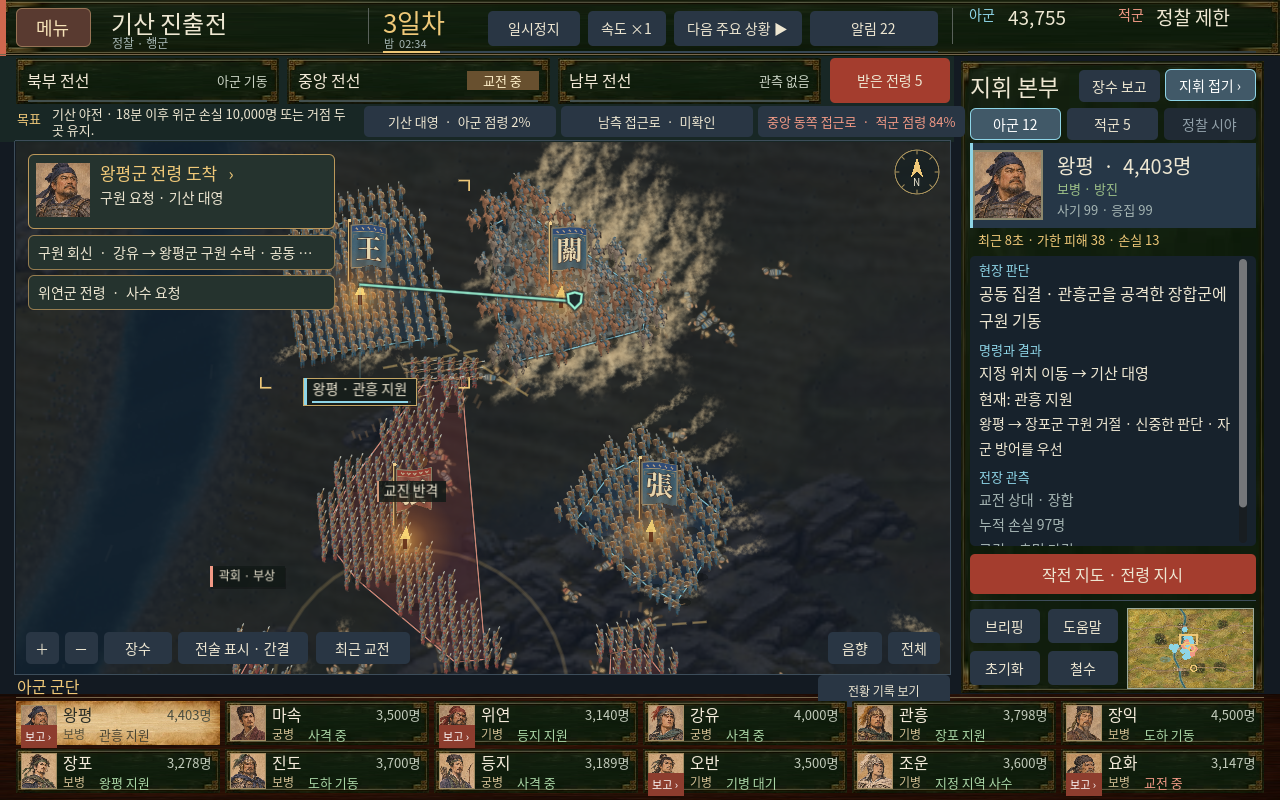 메뉴
기산 진출전
정찰 · 행군
3일차
밤 02:34
일시정지
속도 ×1
다음 주요 상황 ▶
알림 22
아군 43,755
적군 정찰 제한
북부 전선 아군 기동
중앙 전선 교전 중
남부 전선 관측 없음
받은 전령 5
목표 기산 야전 · 18분 이후 위군 손실 10,000명 또는 거점 두
곳 유지.
기산 대영 · 아군 점령 2%
남측 접근로 · 미확인
중앙 동쪽 접근로 · 적군 점령 84%
왕평군 전령 도착 ›
구원 요청 · 기산 대영
구원 회신 · 강유 → 왕평군 구원 수락 · 공동 …
위연군 전령 · 사수 요청
N
王
關
왕평 · 관흥 지원
교진 반격
張
곽회 · 부상
+
−
장수
전술 표시 · 간결
최근 교전
음향
전체
지휘 본부
장수 보고
지휘 접기 ›
아군 12
적군 5
정찰 시야
왕평 · 4,403명
보병 · 방진
사기 99 · 응집 99
최근 8초 · 가한 피해 38 · 손실 13
현장 판단
공동 집결 · 관흥군을 공격한 장합군에
구원 기동
명령과 결과
지정 위치 이동 → 기산 대영
현재: 관흥 지원
왕평 → 장포군 구원 거절 · 신중한 판단 · 자
군 방어를 우선
전장 관측
교전 상대 · 장합
누적 손실 97명
작전 지도 · 전령 지시
브리핑
도움말
초기화
철수
아군 군단
전황 기록 보기
왕평 4,403명
보고 › 보병 관흥 지원
마속 3,500명
궁병 사격 중
위연 3,140명
보고 › 기병 등지 지원
강유 4,000명
궁병 사격 중
관흥 3,798명
기병 장포 지원
장익 4,500명
보병 도하 기동
장포 3,278명
보병 왕평 지원
진도 3,700명
보병 도하 기동
등지 3,189명
궁병 사격 중
오반 3,500명
보고 › 기병 기병 대기
조운 3,600명
기병 지정 지역 사수
요화 3,147명
보고 › 보병 교전 중